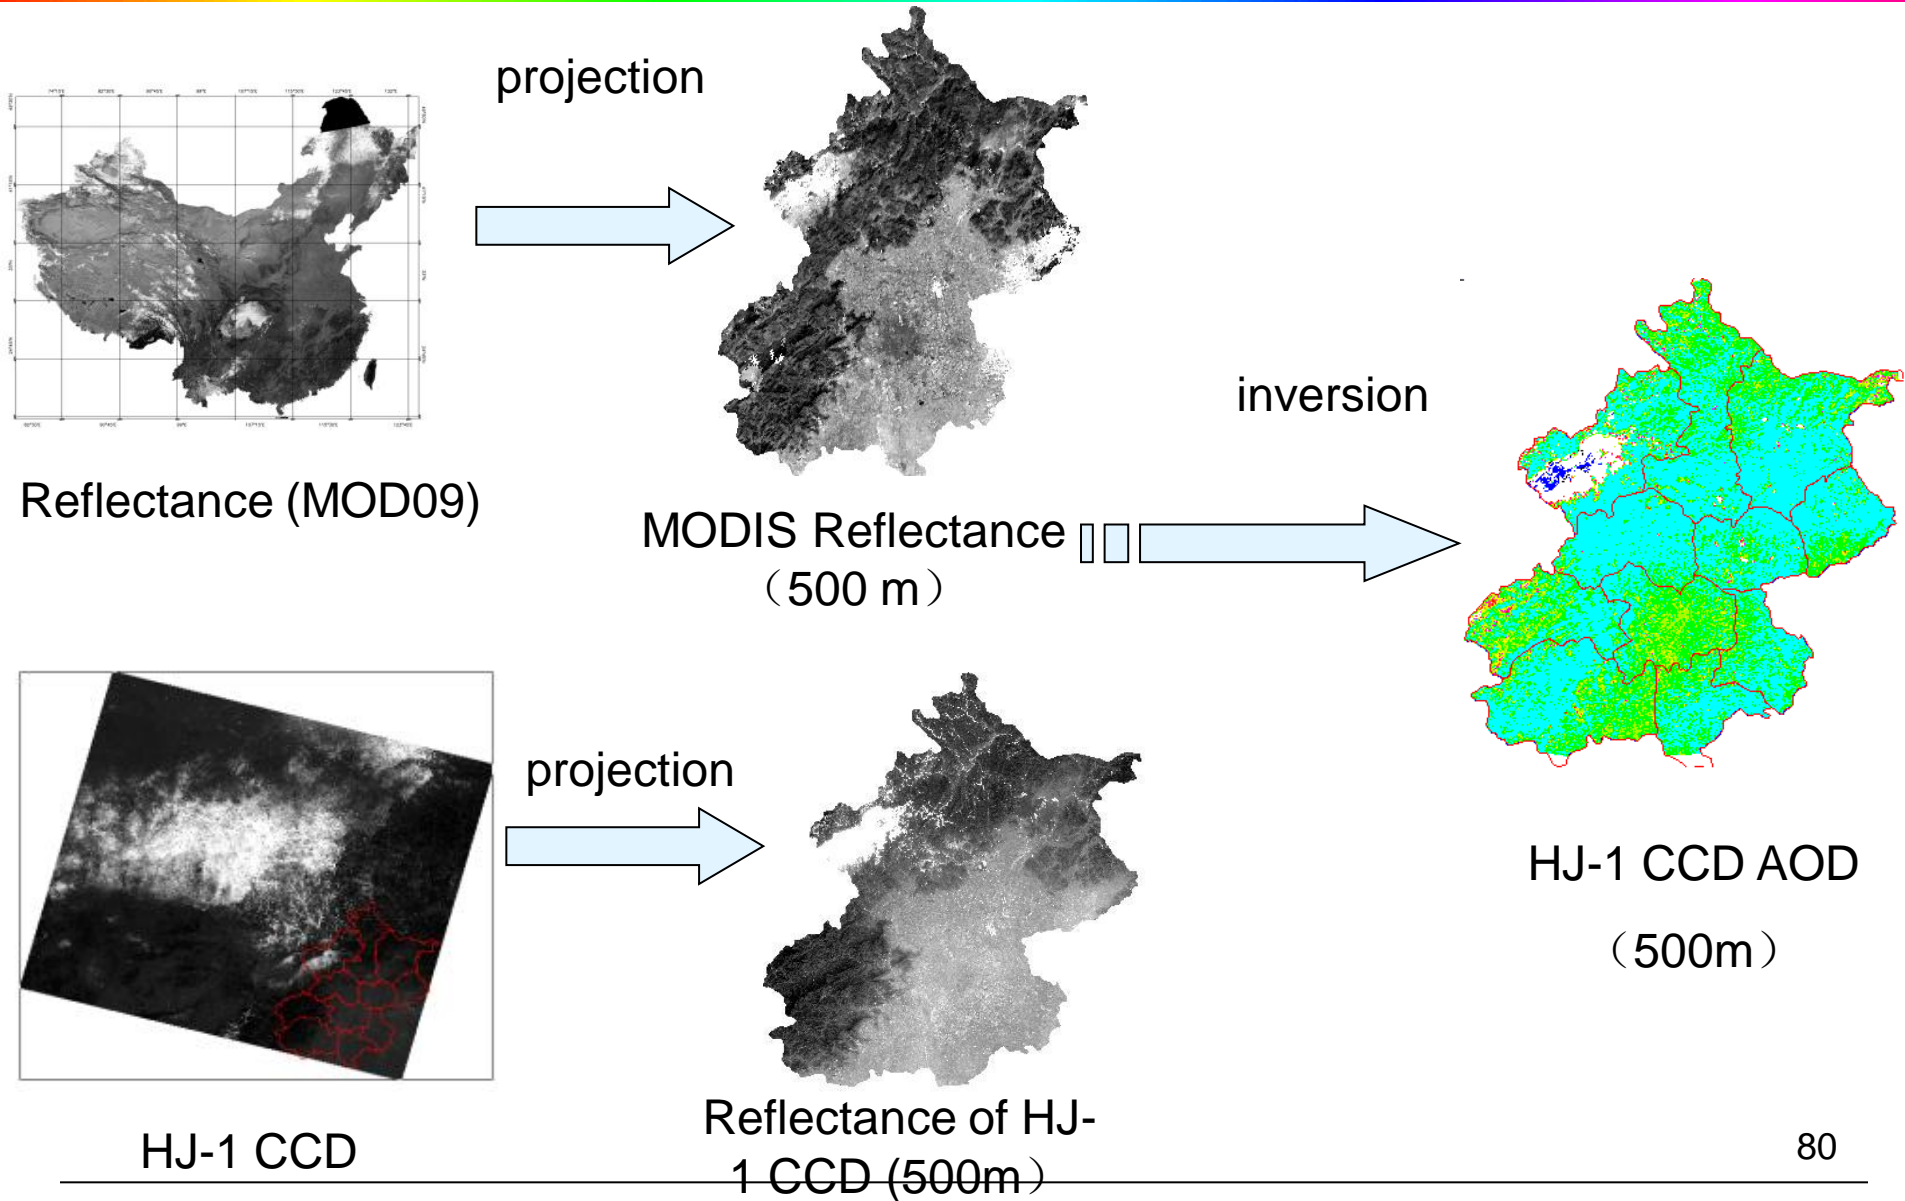 projection
Reflectance (MOD09)
MODIS Reflectance
（500 m）
inversion
projection
HJ-1 CCD AOD
（500m）
HJ-1 CCD
Reflectance of HJ-
1 CCD (500m）
80